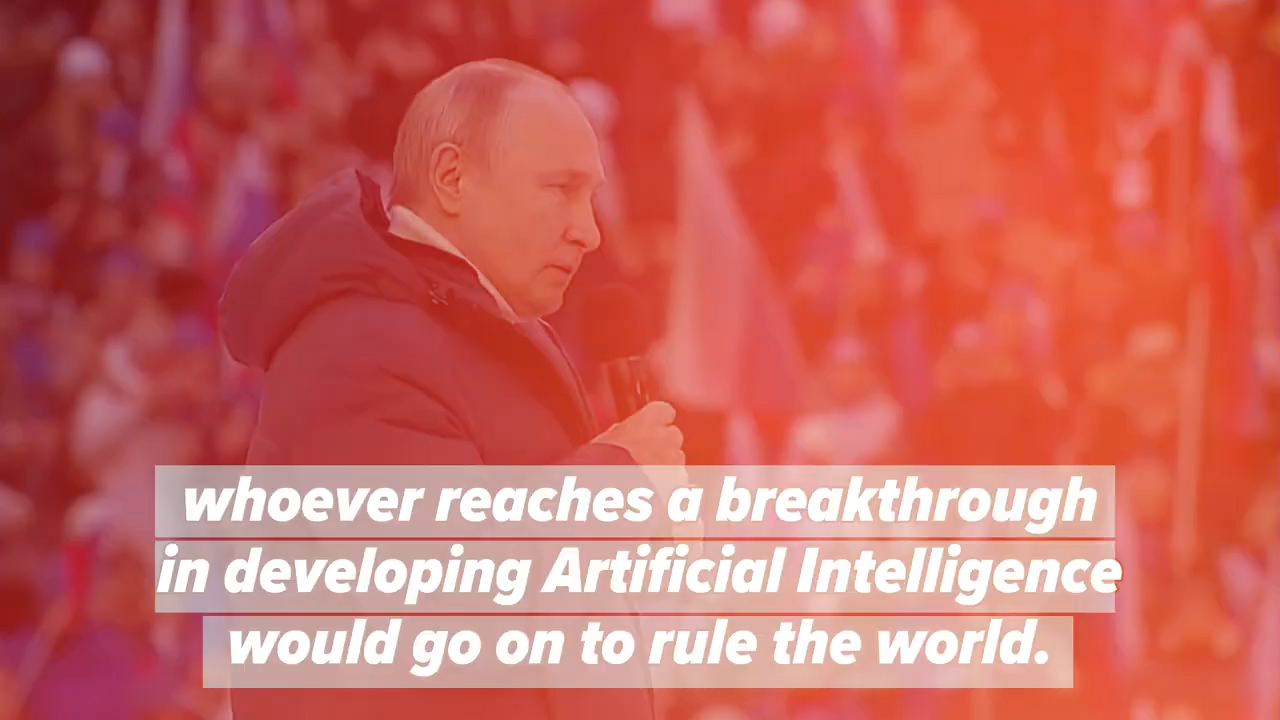 whoever reaches a breakthrough
in developing Artificial Intelligence
would go on to rule the world.